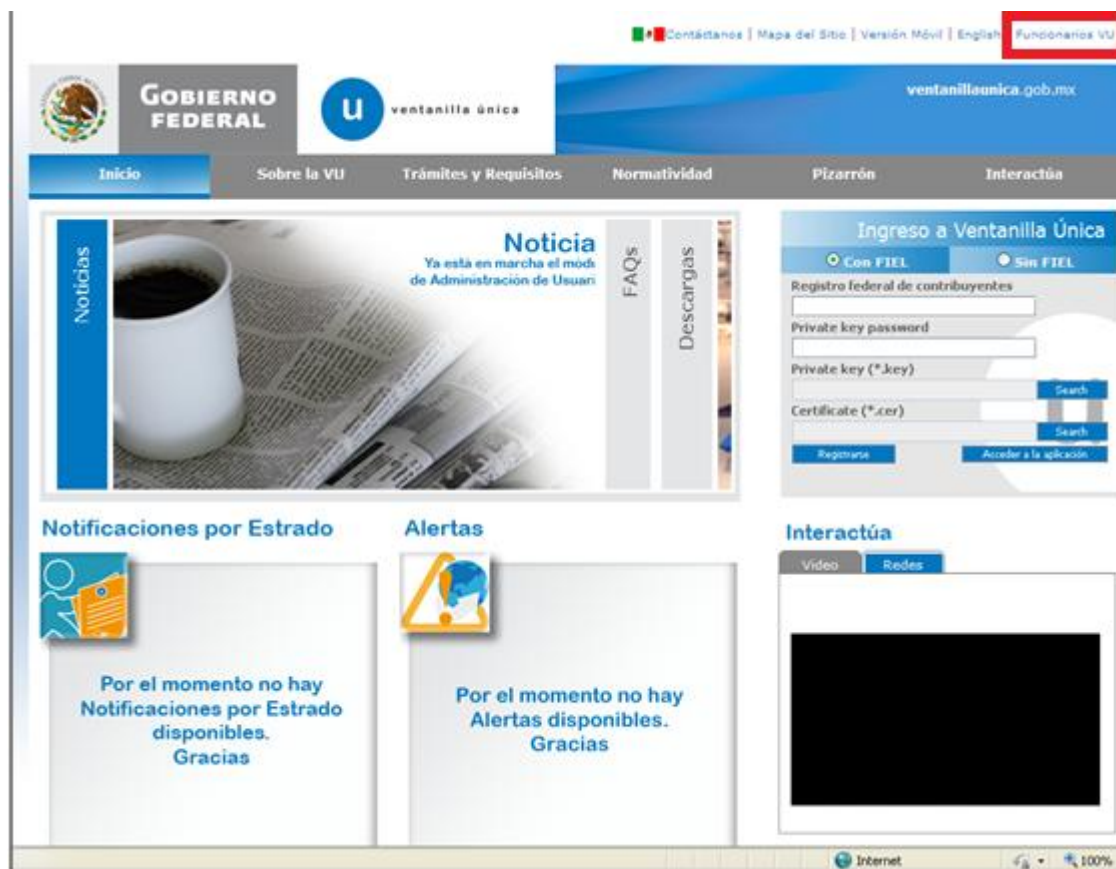 Contáctanos | Mapa del Sitio | Versión Móvil | English Funcionarios VU
GOBIERNO
FEDERAL
u
ventanilla única
ventanillaunica.gob.mx
Inicio Sobre la VU Trámites y Requisitos Normatividad Pizarrón Interactúa
Noticias
Noticia
Ya está en marcha el mód
de Administración de Usuari
FAQs
Descargas
Ingreso a Ventanilla Única
Con FIEL Sin FIEL
Registro federal de contribuyentes
Private key password
Private key (*.key)
Search
Certificate (*.cer)
Search
Registrarse Acceder a la aplicación
Notificaciones por Estrado
Por el momento no hay
Notificaciones por Estrado
disponibles.
Gracias
Alertas
Por el momento no hay
Alertas disponibles.
Gracias
Interactúa
Video Redes
Internet 100%